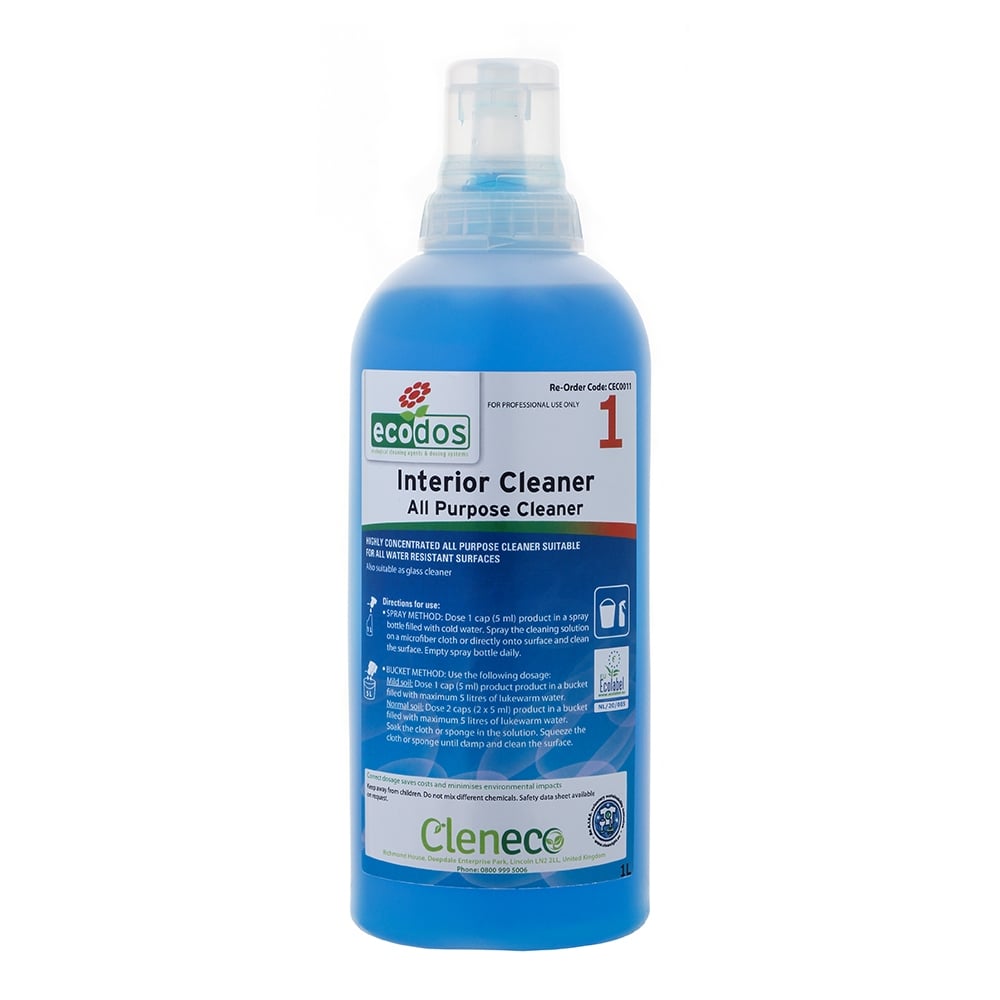 Re-Order Code: CEC0011
FOR PROFESSIONAL USE ONLY
1
ecodos
ecological cleaning agents & dosing systems
Interior Cleaner
All Purpose Cleaner
HIGHLY CONCENTRATED ALL PURPOSE CLEANER SUITABLE
FOR ALL WATER RESISTANT SURFACES
Also suitable as glass cleaner
Directions for use:
• SPRAY METHOD: Dose 1 cap (5 ml) product in a spray
bottle filled with cold water. Spray the cleaning solution
on a microfiber cloth or directly onto surface and clean
the surface. Empty spray bottle daily.
1L
• BUCKET METHOD: Use the following dosage:
Mild soil: Dose 1 cap (5 ml) product product in a bucket
filled with maximum 5 litres of lukewarm water.
Normal soil: Dose 2 caps (2 x 5 ml) product in a bucket
filled with maximum 5 litres of lukewarm water.
Soak the cloth or sponge in the solution. Squeeze the
cloth or sponge until damp and clean the surface.
5L
Ecolabel
NL/20/005
Correct dosage saves costs and minimises environmental impacts
Keep away from children. Do not mix different chemicals. Safety data sheet available
on request.
Cleneco
Richmond House, Deepdale Enterprise Park, Lincoln LN2 2LL, United Kingdom
Phone: 0800 999 5006
1L